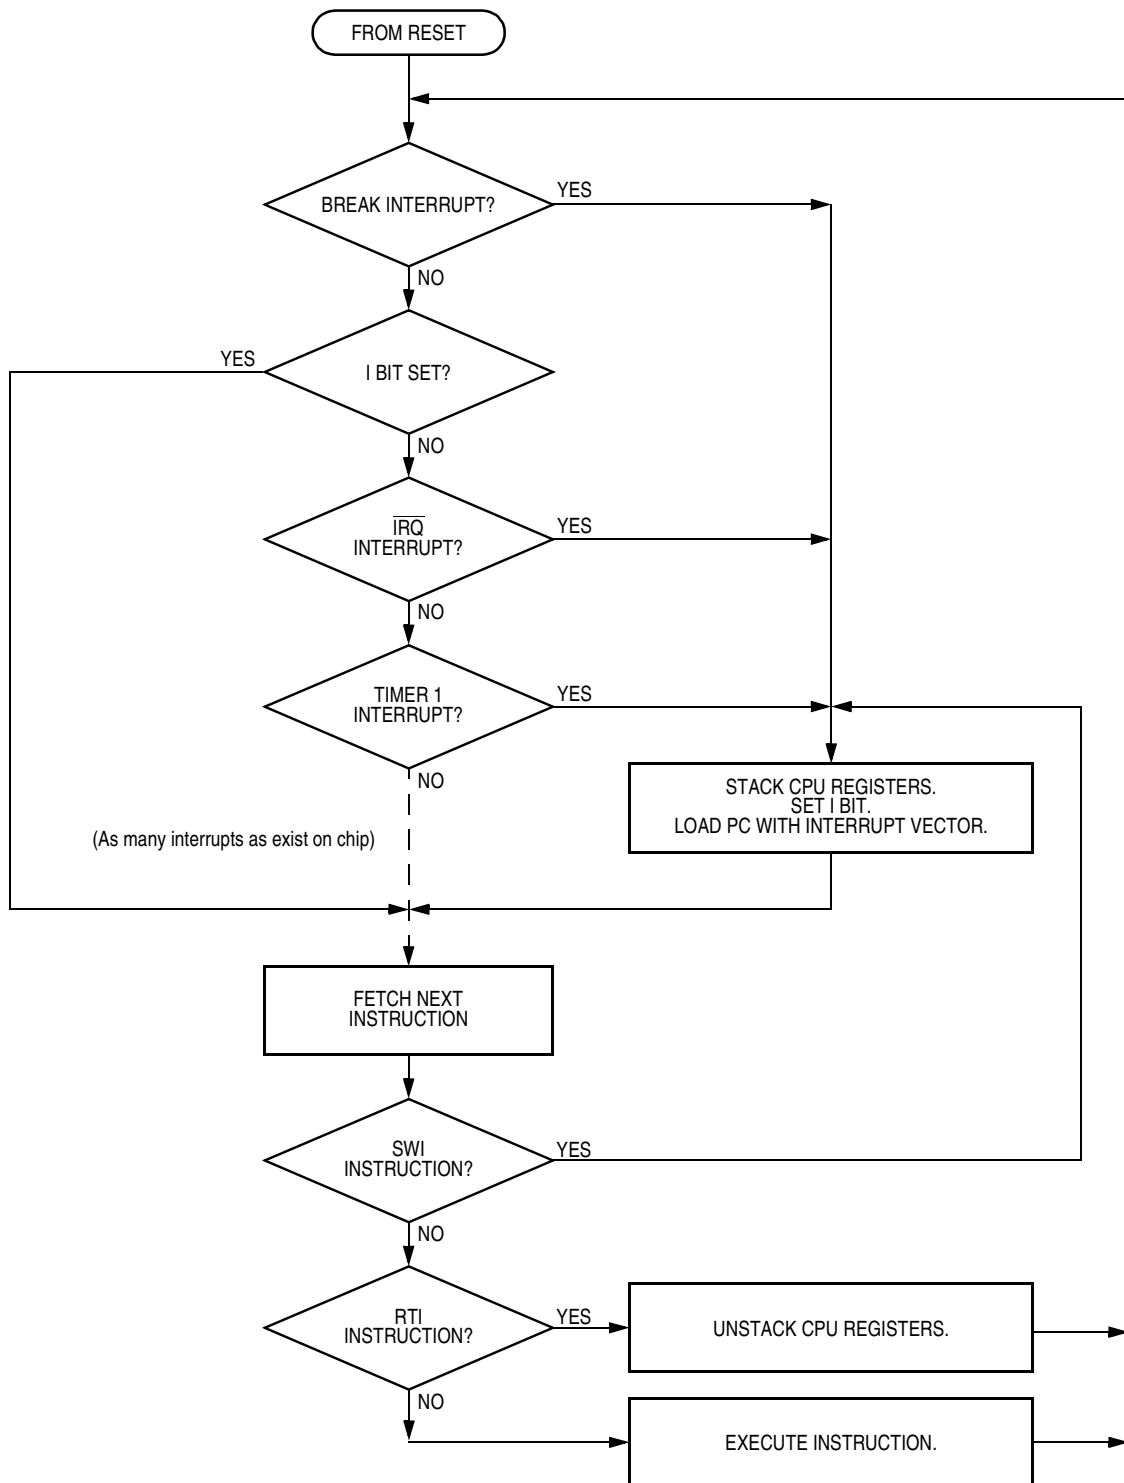 FROM RESET
BREAK INTERRUPT?
YES
NO
YES
I BIT SET?
NO
IRQ
INTERRUPT?
YES
NO
TIMER 1
INTERRUPT?
YES
NO
STACK CPU REGISTERS.
SET I BIT.
LOAD PC WITH INTERRUPT VECTOR.
(As many interrupts as exist on chip)
FETCH NEXT
INSTRUCTION
SWI
INSTRUCTION?
YES
NO
RTI
INSTRUCTION?
YES
UNSTACK CPU REGISTERS.
NO
EXECUTE INSTRUCTION.